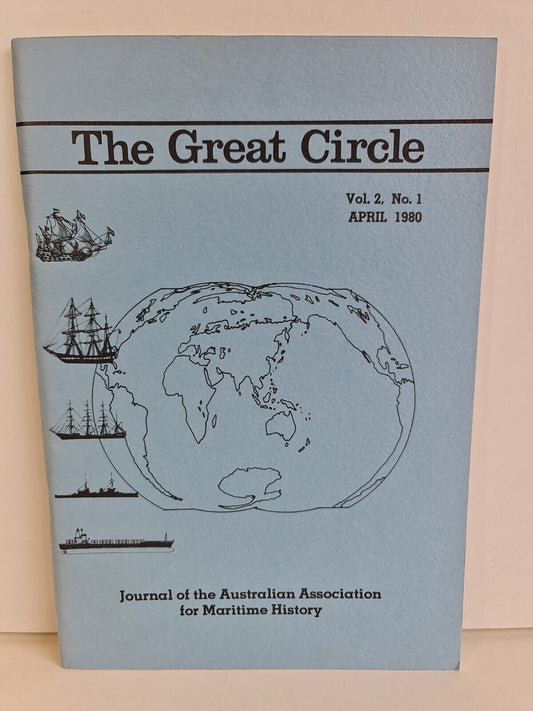 The Great Circle
Vol. 2, No. 1
APRIL 1980
Journal of the Australian Association
for Maritime History